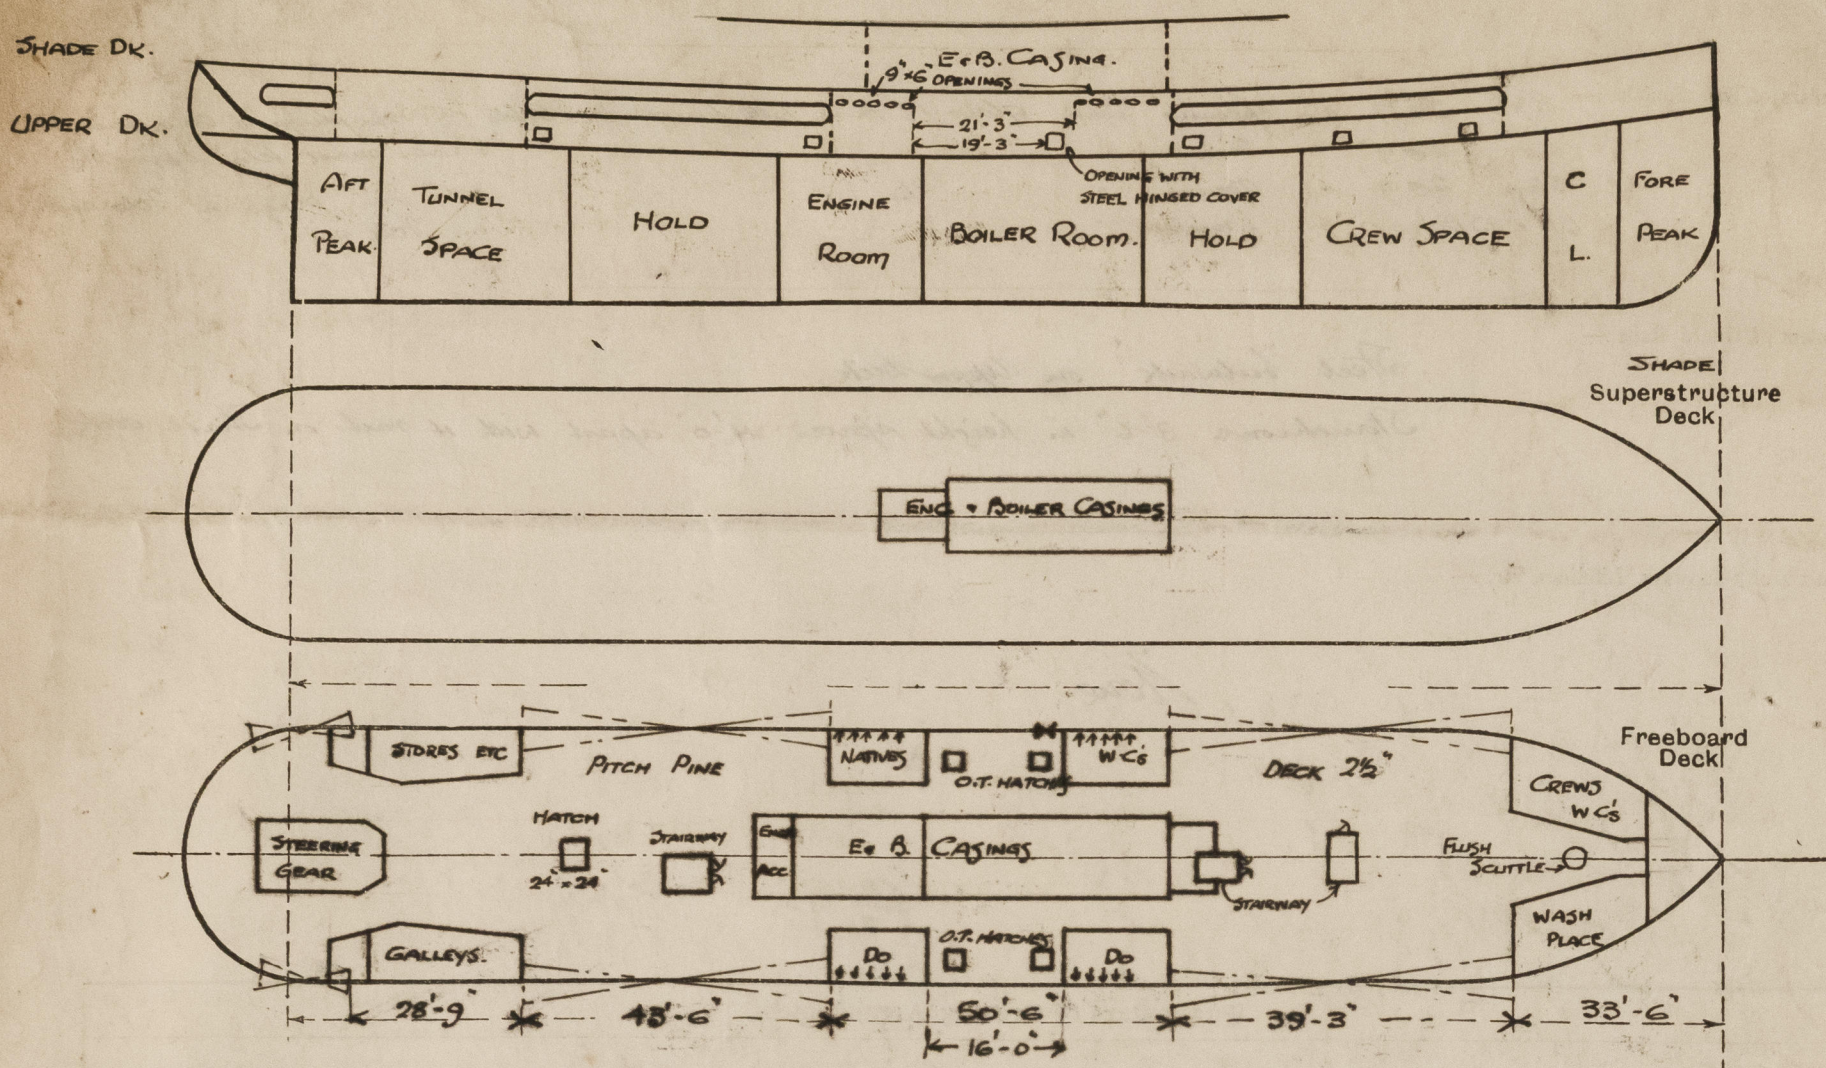 SHADE DK.
UPPER DK.
E & B. CASING.
9" x 6" OPENINGS
21'-3"
19'-3"
OPENING WITH
STEEL HINGED COVER
AFT
PEAK
TUNNEL
SPACE
HOLD
ENGINE
ROOM
BOILER ROOM.
HOLD
CREW SPACE
C
L.
FORE
PEAK
SHADE
Superstructure
Deck
ENG & BOILER CASINGS
Freeboard
Deck
STORES ETC
PITCH PINE
NATIVES
O.T. HATCHES
W C's
DECK 2½"
CREWS
W C's
STEERING
GEAR
HATCH
24" x 24"
STAIRWAY
ACC
E & B. CASINGS
STAIRWAY
FLUSH
SCUTTLE
WASH
PLACE
GALLEYS.
DO
O.T. HATCHES
DO
28'-9"
43'-6"
50'-6"
39'-3"
33'-6"
16'-0"